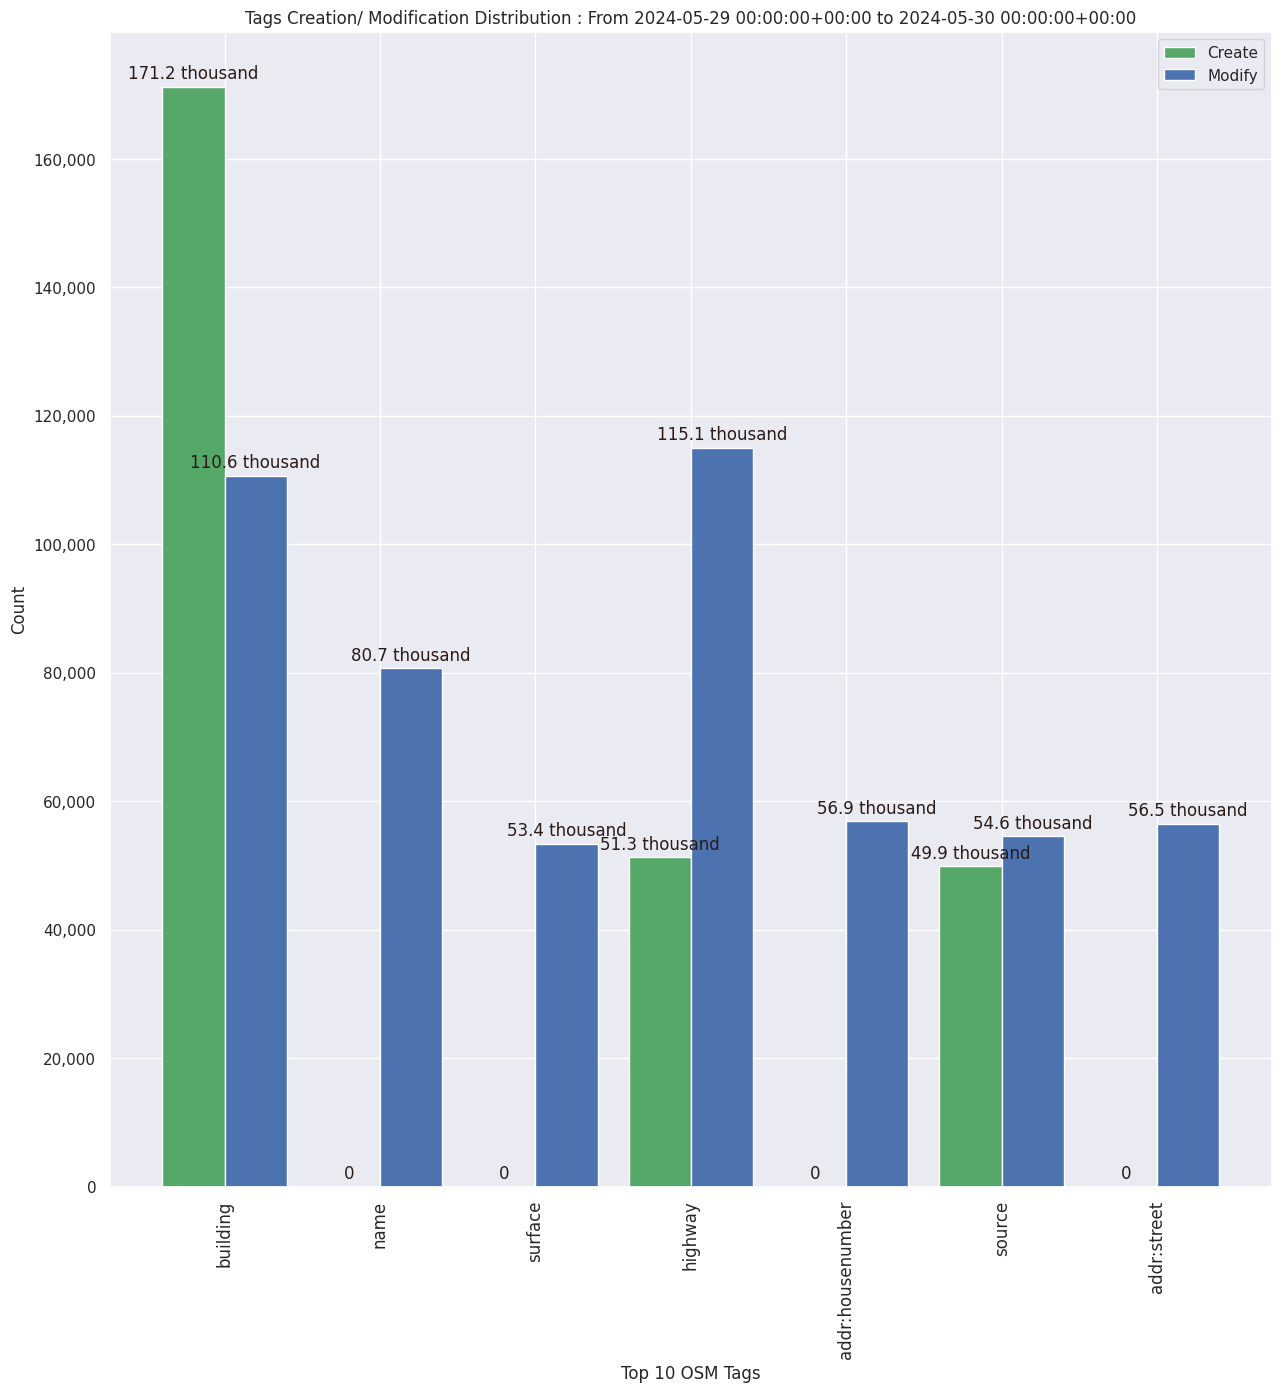 Tags Creation/ Modification Distribution : From 2024-05-29 00:00:00+00:00 to 2024-05-30 00:00:00+00:00
Create
Modify
171.2 thousand
110.6 thousand
115.1 thousand
80.7 thousand
53.4 thousand
51.3 thousand
56.9 thousand
54.6 thousand
49.9 thousand
56.5 thousand
0
0
0
0
160,000
140,000
120,000
100,000
80,000
60,000
40,000
20,000
0
Count
building
name
surface
highway
addr:housenumber
source
addr:street
Top 10 OSM Tags